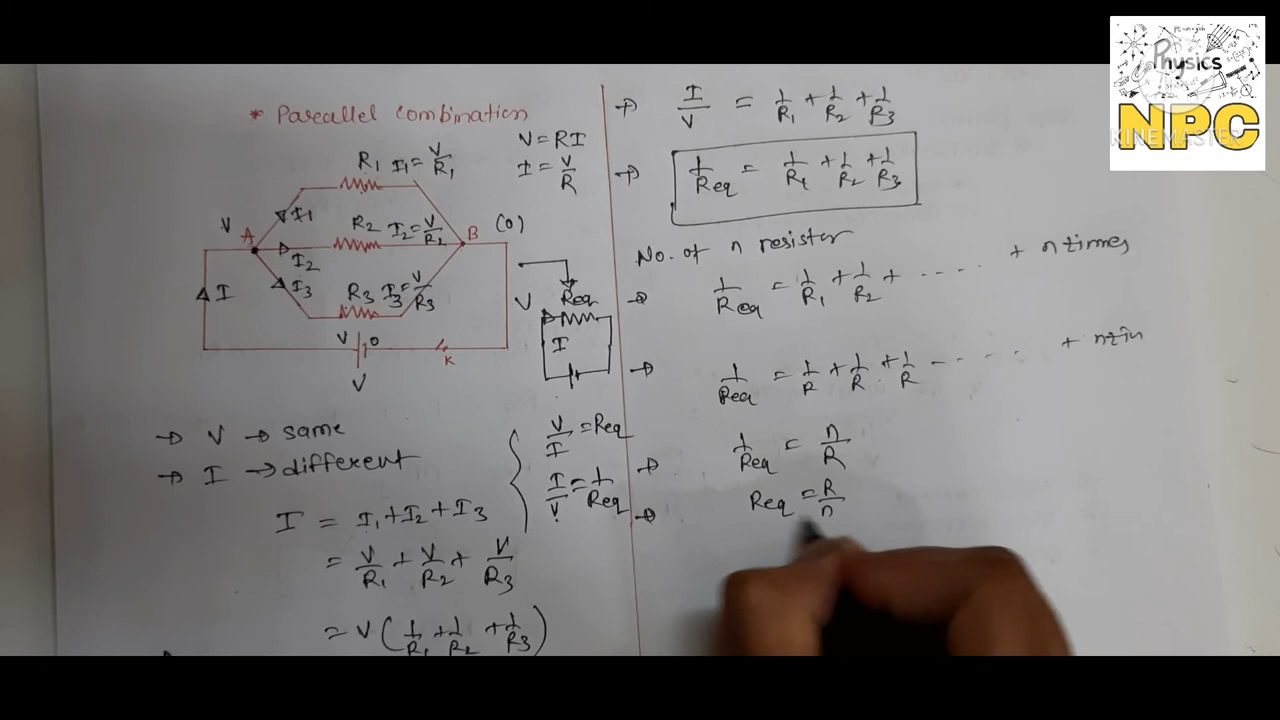 Physics
NPC
KINEMASTER
* Parallel combination
V = RI
I = V/R
R1 I1 = V/R1
V
A
I1
R2 I2 = V/R2
B (0)
I2
I3
R3 I3 = V/R3
I
V 0
K
V
Req
V
I
→ V → same
→ I → different
I = I1 + I2 + I3
= V/R1 + V/R2 + V/R3
= V (1/R1 + 1/R2 + 1/R3)
V/I = Req
I/V = 1/Req
→ I/V = 1/R1 + 1/R2 + 1/R3
→ 1/Req = 1/R1 + 1/R2 + 1/R3
No. of n resistor
→ 1/Req = 1/R1 + 1/R2 + ..... + n times
→ 1/Req = 1/R + 1/R + 1/R - - - - . + n
→ 1/Req = n/R
→ Req = R/n